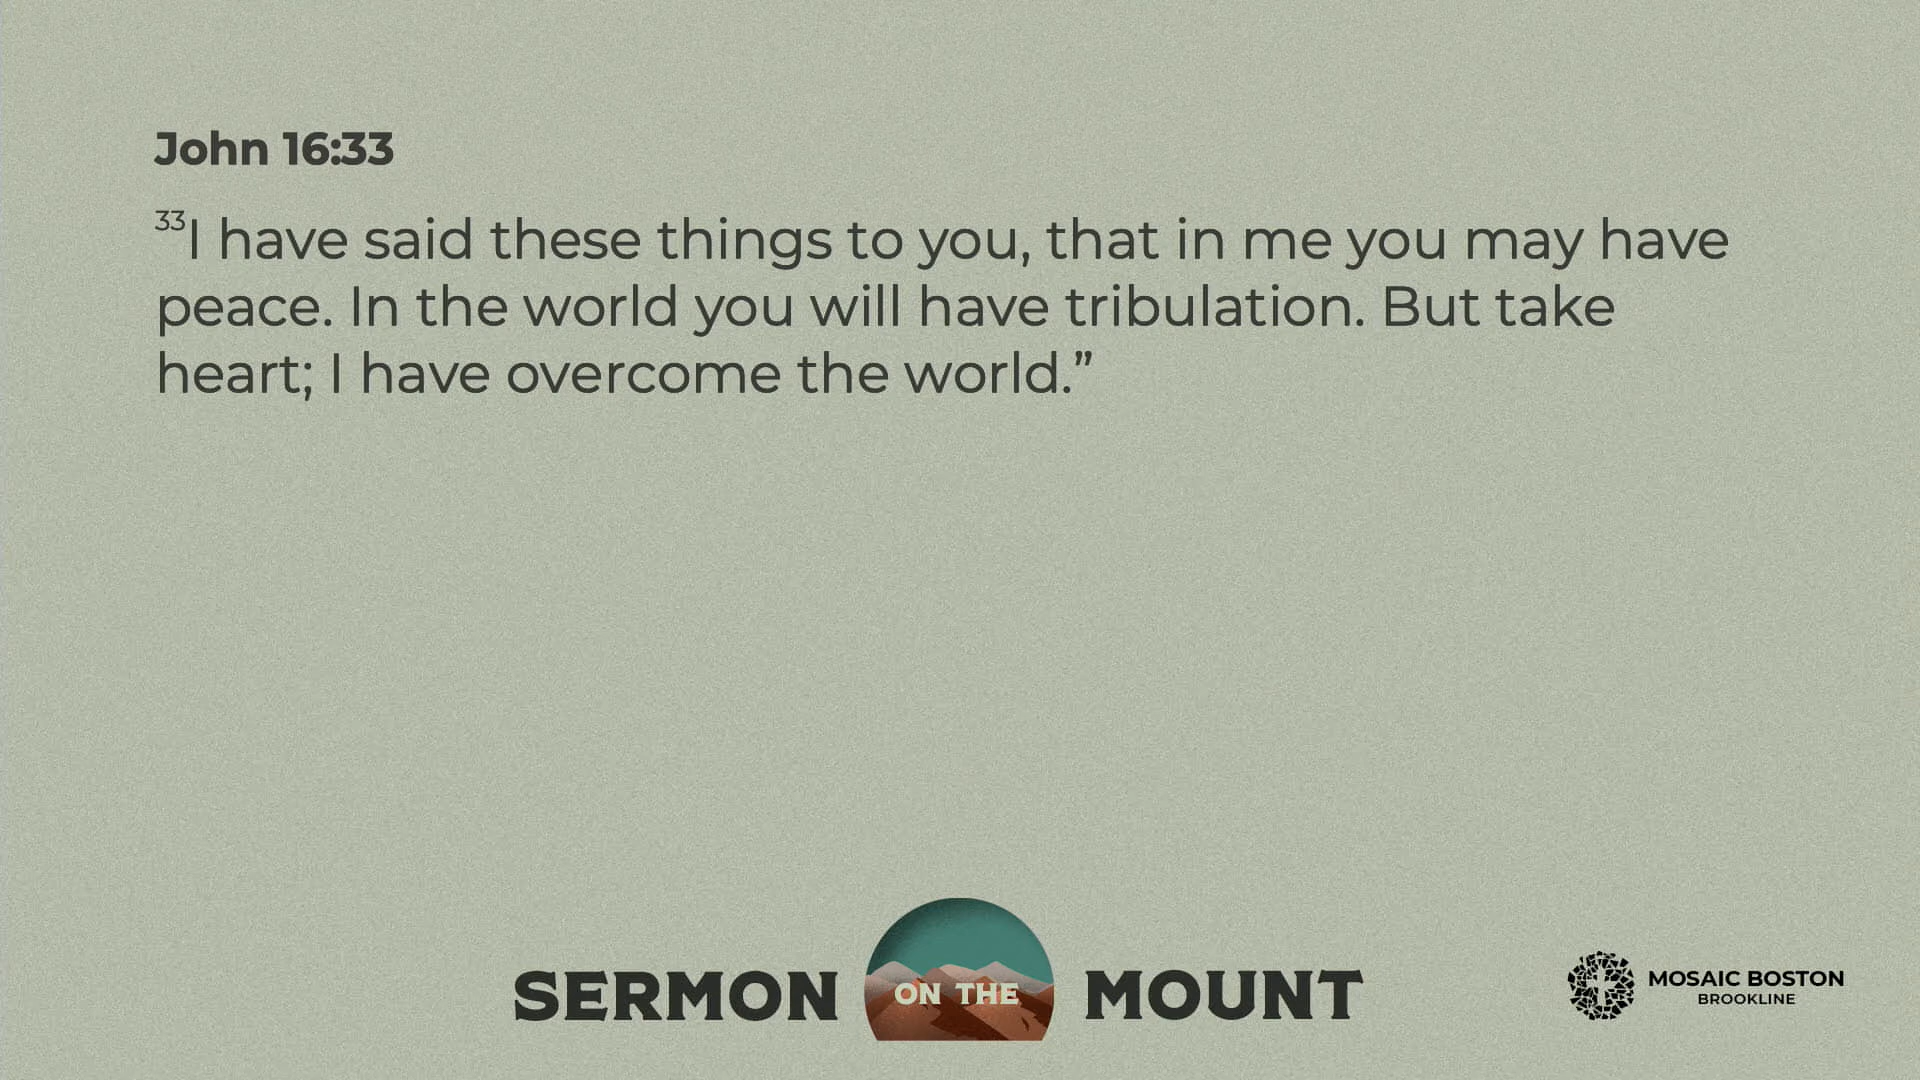 John 16:33
33I have said these things to you, that in me you may have
peace. In the world you will have tribulation. But take
heart; I have overcome the world.”
SERMON ON THE MOUNT
MOSAIC BOSTON
BROOKLINE